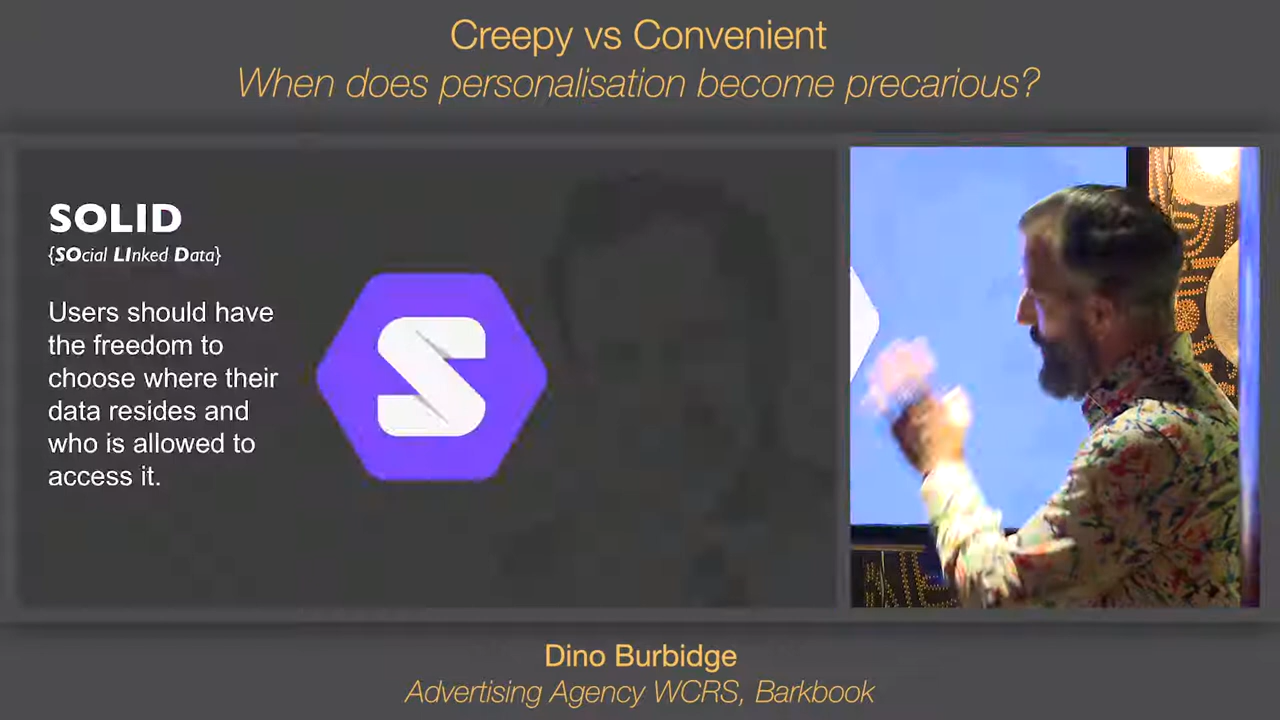 Creepy vs Convenient
When does personalisation become precarious?
SOLID
{SOcial LInked Data}
Users should have
the freedom to
choose where their
data resides and
who is allowed to
access it.
S
Dino Burbidge
Advertising Agency WCRS, Barkbook